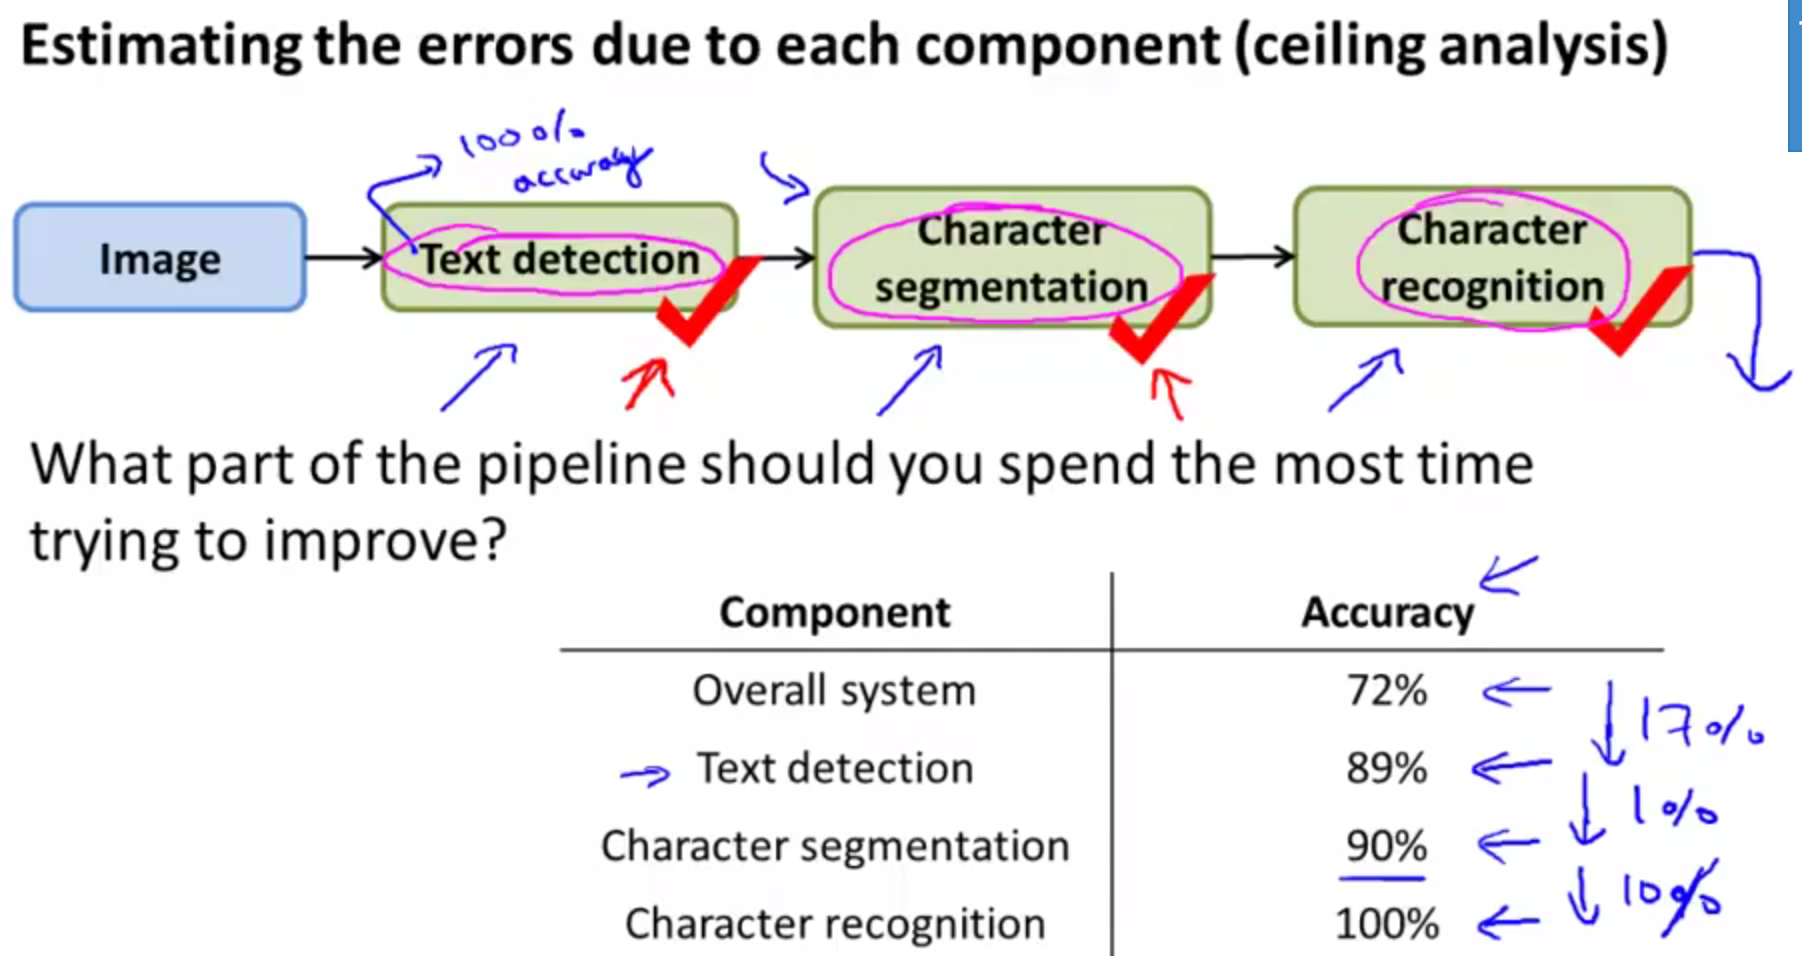 Estimating the errors due to each component (ceiling analysis)
100%
accuracy
Image
Text detection
Character
segmentation
Character
recognition
What part of the pipeline should you spend the most time
trying to improve?
Component Accuracy
Overall system 72%
17%
Text detection 89%
1%
Character segmentation 90%
10%
Character recognition 100%